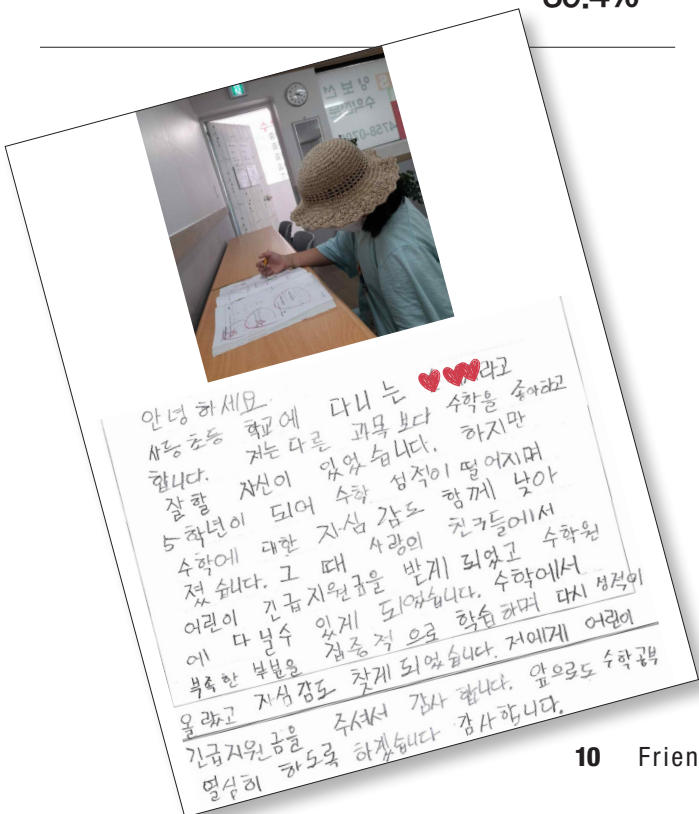 안녕 하세요.
사등초등 학교에 다니는 라고
합니다. 저는 다른 과목 보다 수학을 좋아하고
잘할 자신이 있었습니다. 하지만
5학년이 되어 수학 성적이 떨어지며
수학에 대한 자심감도 함께 낮아
졌습니다. 그 때 사랑의 친구들에서
어린이 긴급지원금을 받게 되었고 수학원
에 다닐수 있게 되었습니다. 수학에서
부족한 부분을 집중적으로 학습하며 다시 성적이
올랐고 자심감도 찾게 되었습니다. 저에게 어린이
긴급지원금을 주셔서 감사 합니다. 앞으로도 수학공부
열심히 하도록 하겠습니다 감사합니다.
10 Frien